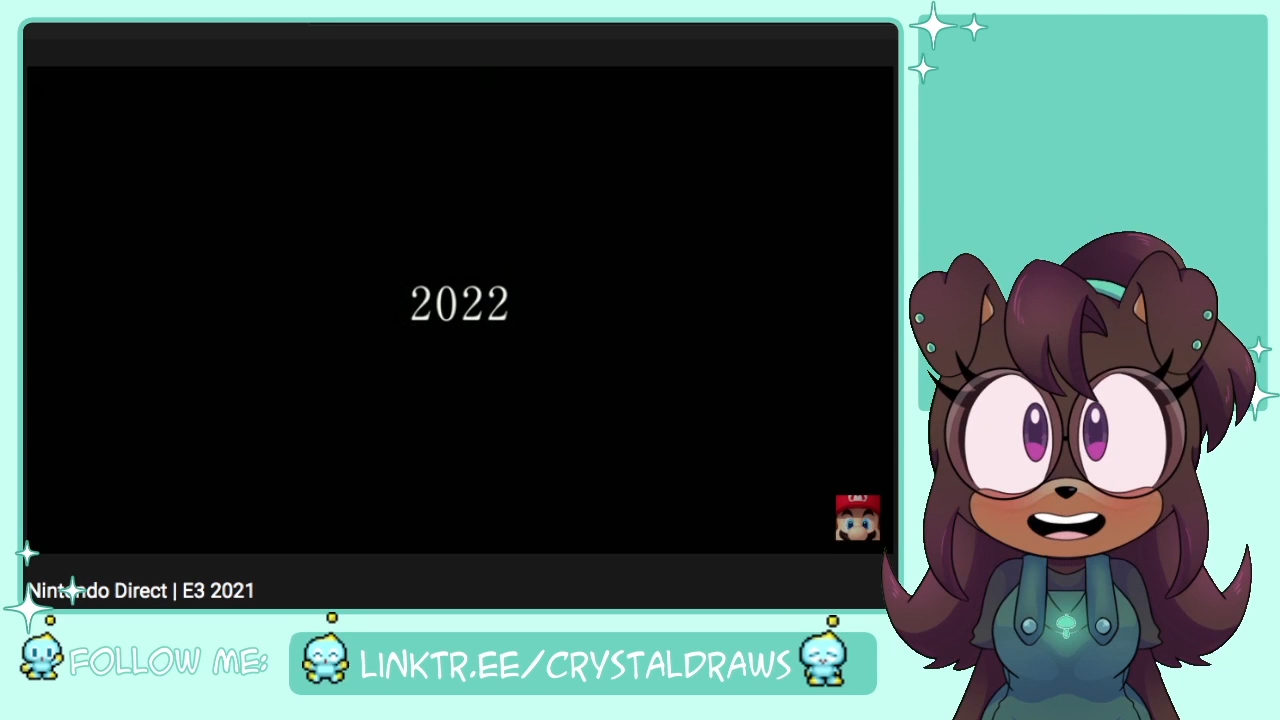 2022
Nintendo Direct | E3 2021
FOLLOW ME:
LINKTR.EE/CRYSTALDRAWS